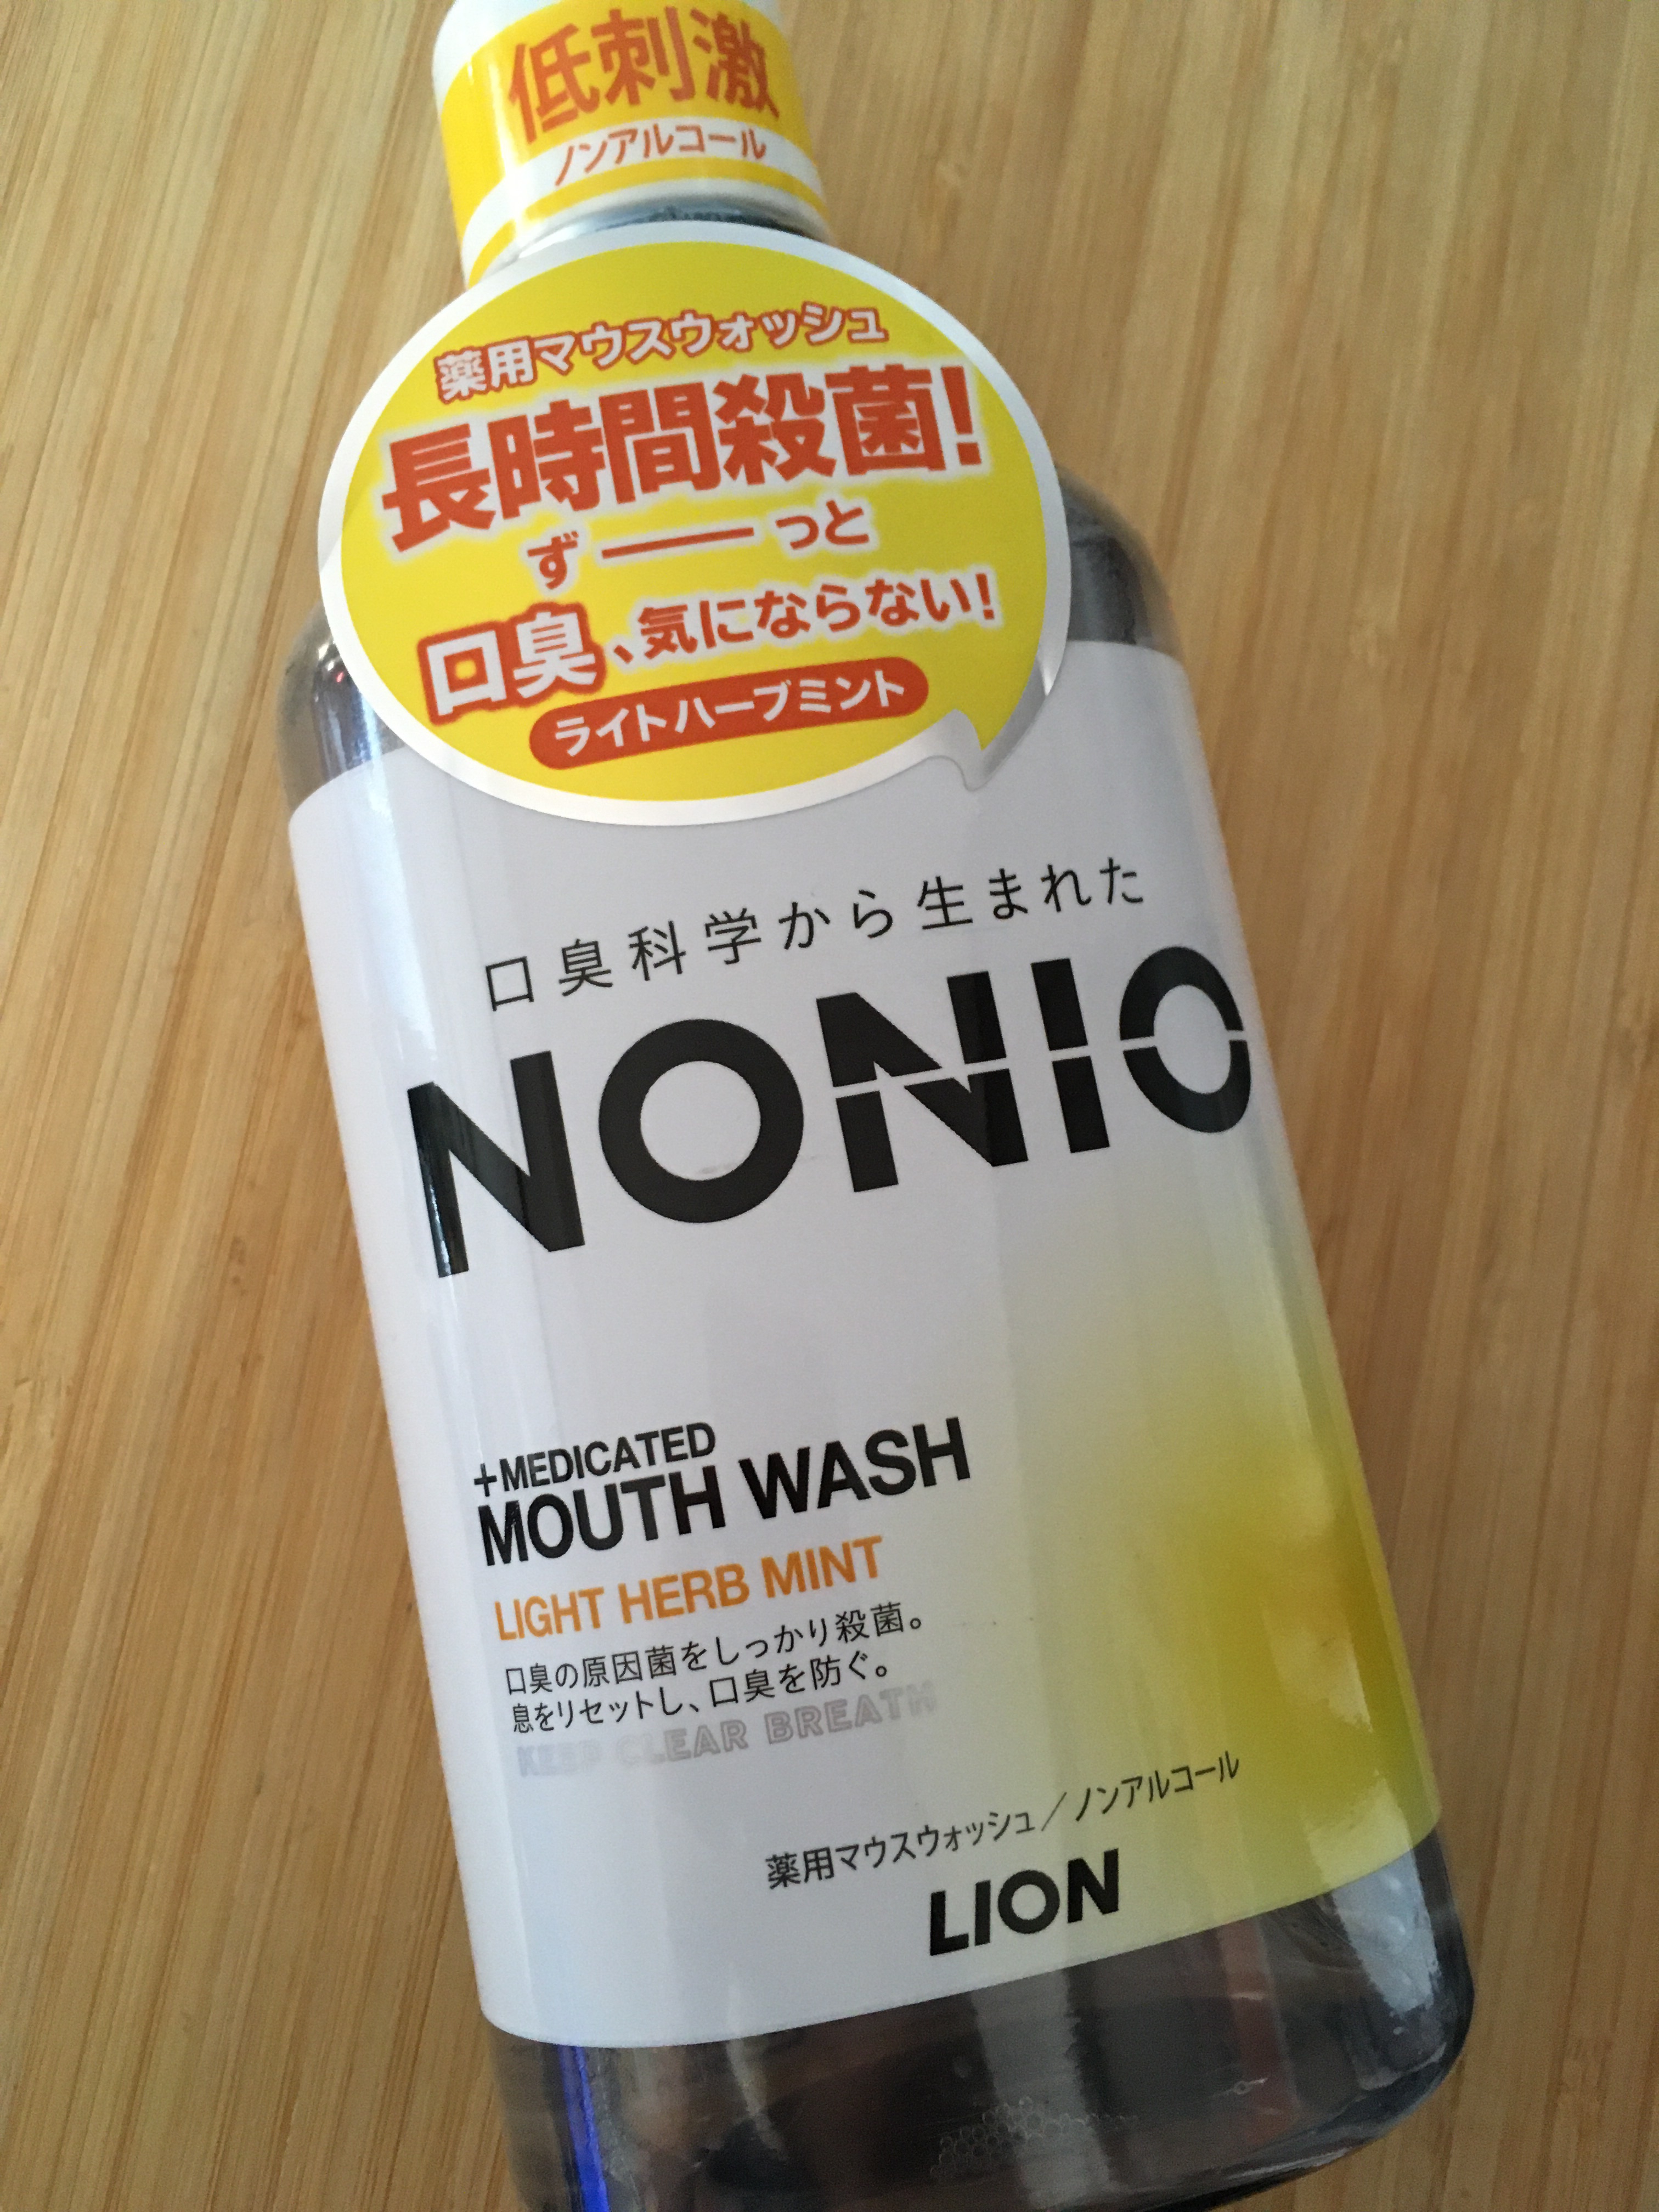 低刺激
ノンアルコール
薬用マウスウォッシュ
長時間殺菌!
ず――っと
口臭、気にならない!
ライトハーブミント
口臭科学から生まれた
NONIO
+MEDICATED
MOUTH WASH
LIGHT HERB MINT
口臭の原因菌をしっかり殺菌。
息をリセットし、口臭を防ぐ。
KEEP CLEAR BREATH
薬用マウスウォッシュ／ノンアルコール
LION